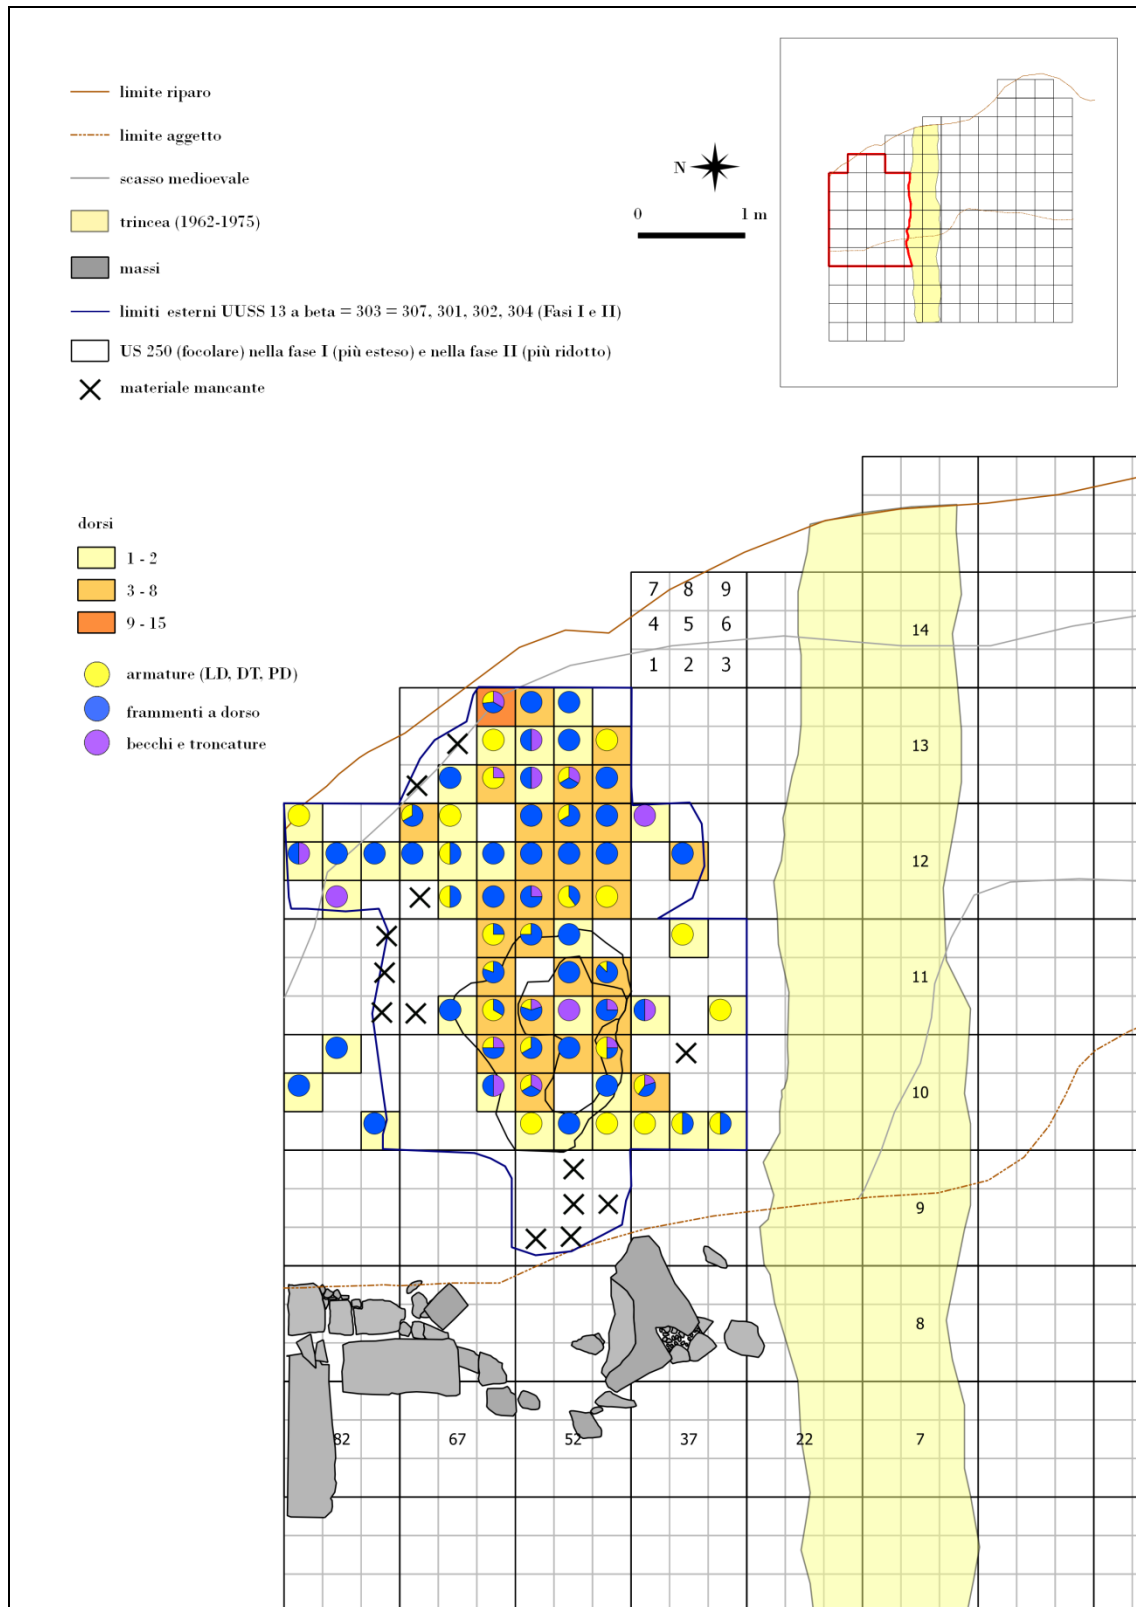 limite riparo
limite aggetto
scasso medioevale
trincea (1962-1975)
massi
limiti esterni UUSS 13 a beta = 303 = 307, 301, 302, 304 (Fasi I e II)
US 250 (focolare) nella fase I (più esteso) e nella fase II (più ridotto)
materiale mancante
N
0 1 m
dorsi
1 - 2
3 - 8
9 - 15
armature (LD, DT, PD)
frammenti a dorso
becchi e troncature
7 8 9
4 5 6
1 2 3
14
13
12
11
10
9
8
82 67 52 37 22 7